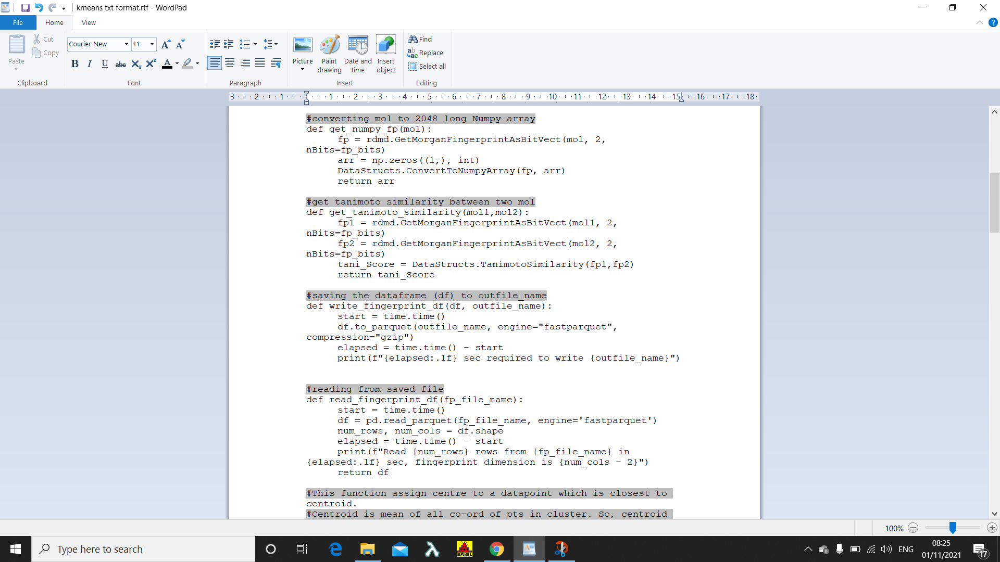 kmeans txt format.rtf - WordPad
File Home View
Paste
Cut
Copy
Clipboard
Courier New 11
B I U abc X2 X2 A
Font
Paragraph
Picture
Paint drawing
Date and time
Insert object
Insert
Find
Replace
Select all
Editing
3 2 1 1 2 3 4 5 6 7 8 9 10 11 12 13 14 15 16 17 18
#converting mol to 2048 long Numpy array
def get_numpy_fp(mol):
fp = rdmd.GetMorganFingerprintAsBitVect(mol, 2,
nBits=fp_bits)
arr = np.zeros((1,), int)
DataStructs.ConvertToNumpyArray(fp, arr)
return arr
#get tanimoto similarity between two mol
def get_tanimoto_similarity(mol1,mol2):
fp1 = rdmd.GetMorganFingerprintAsBitVect(mol1, 2,
nBits=fp_bits)
fp2 = rdmd.GetMorganFingerprintAsBitVect(mol2, 2,
nBits=fp_bits)
tani_Score = DataStructs.TanimotoSimilarity(fp1,fp2)
return tani_Score
#saving the dataframe (df) to outfile_name
def write_fingerprint_df(df, outfile_name):
start = time.time()
df.to_parquet(outfile_name, engine="fastparquet",
compression="gzip")
elapsed = time.time() - start
print(f"{elapsed:.1f} sec required to write {outfile_name}")
#reading from saved file
def read_fingerprint_df(fp_file_name):
start = time.time()
df = pd.read_parquet(fp_file_name, engine='fastparquet')
num_rows, num_cols = df.shape
elapsed = time.time() - start
print(f"Read {num_rows} rows from {fp_file_name} in
{elapsed:.1f} sec, fingerprint dimension is {num_cols - 2}")
return df
#This function assign centre to a datapoint which is closest to
centroid.
#Centroid is mean of all co-ord of pts in cluster. So, centroid
100%
Type here to search
BABEL
ENG
08:25
01/11/2021
17